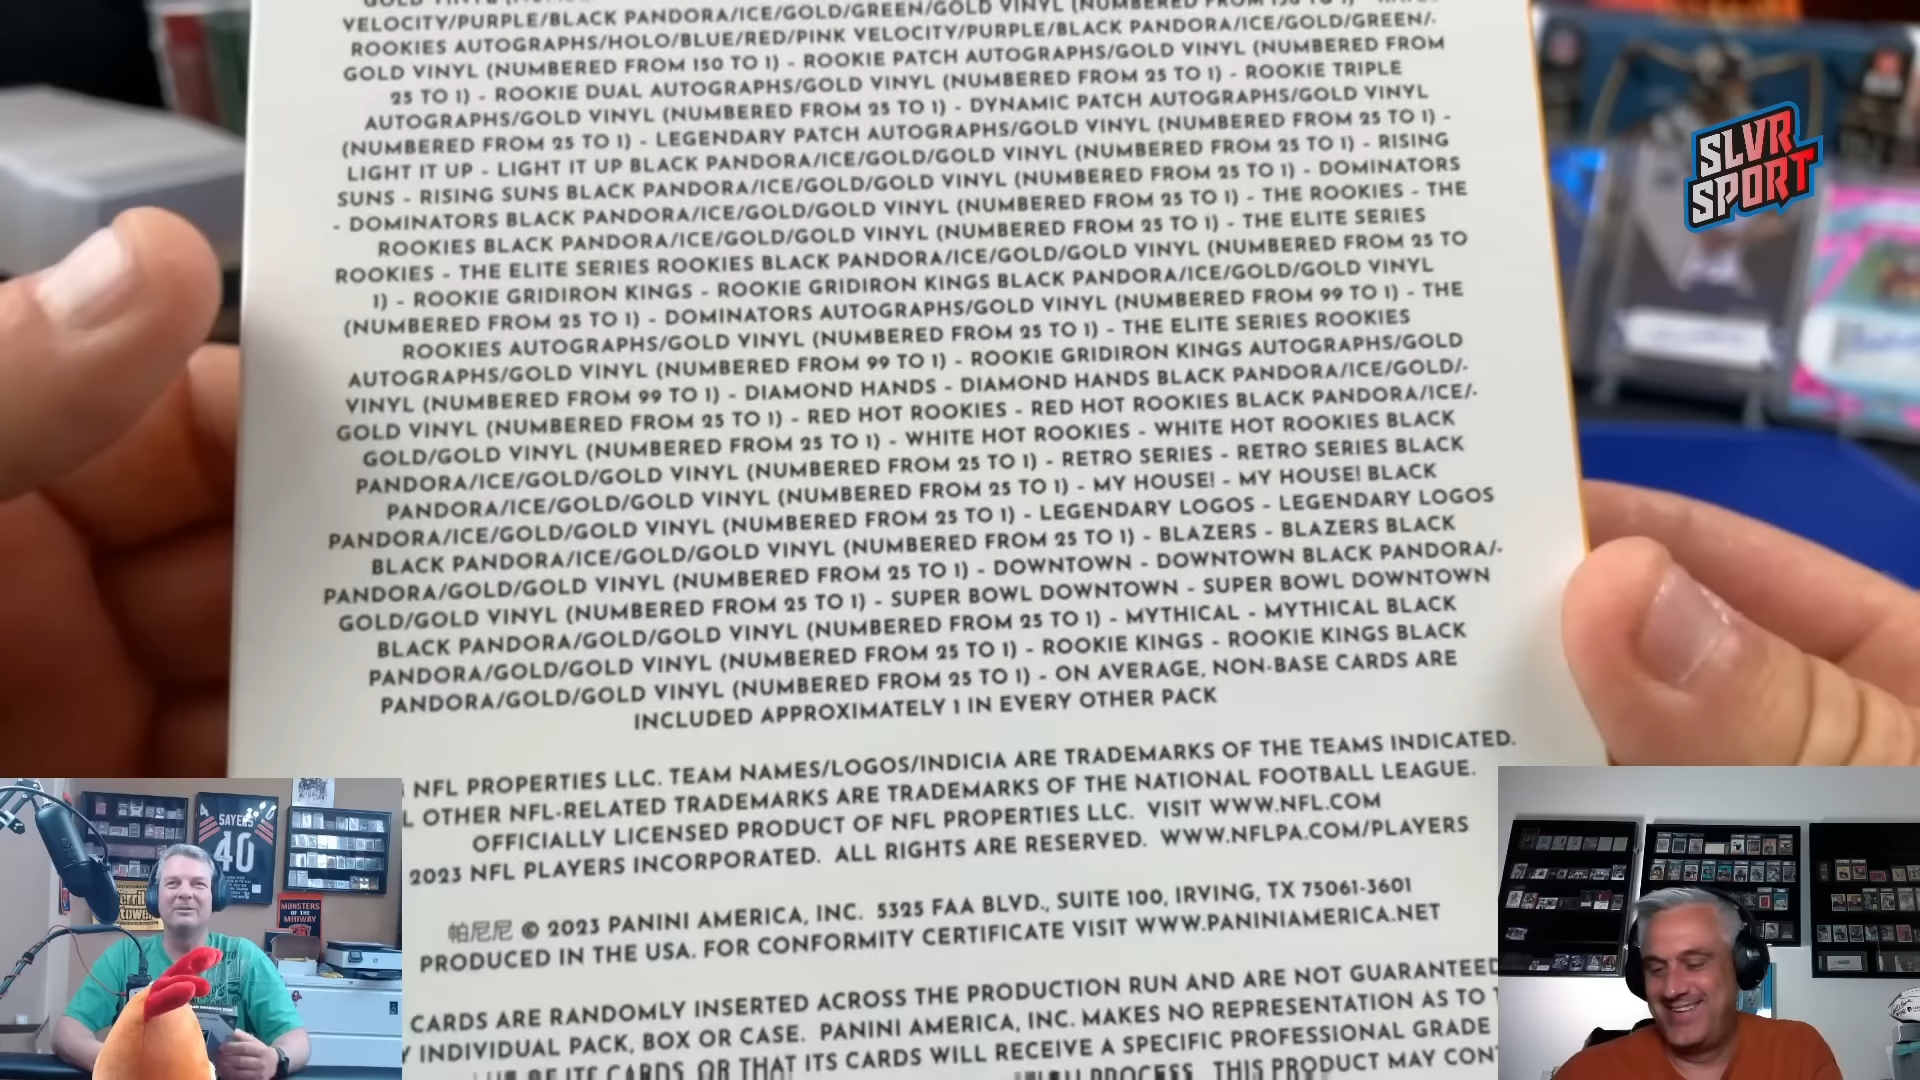 VELOCITY/PURPLE/BLACK PANDORA/ICE/GOLD/GREEN/GOLD VINYL (NUMBERED FROM 150 TO 1)
ROOKIES AUTOGRAPHS/HOLO/BLUE/RED/PINK VELOCITY/PURPLE/BLACK PANDORA/ICE/GOLD/GREEN/-
GOLD VINYL (NUMBERED FROM 150 TO 1) - ROOKIE PATCH AUTOGRAPHS/GOLD VINYL (NUMBERED FROM
25 TO 1) - ROOKIE DUAL AUTOGRAPHS/GOLD VINYL (NUMBERED FROM 25 TO 1) - ROOKIE TRIPLE
AUTOGRAPHS/GOLD VINYL (NUMBERED FROM 25 TO 1) - DYNAMIC PATCH AUTOGRAPHS/GOLD VINYL
(NUMBERED FROM 25 TO 1) - LEGENDARY PATCH AUTOGRAPHS/GOLD VINYL (NUMBERED FROM 25 TO 1) -
LIGHT IT UP - LIGHT IT UP BLACK PANDORA/ICE/GOLD/GOLD VINYL (NUMBERED FROM 25 TO 1) - RISING
SUNS - RISING SUNS BLACK PANDORA/ICE/GOLD/GOLD VINYL (NUMBERED FROM 25 TO 1) - DOMINATORS
- DOMINATORS BLACK PANDORA/ICE/GOLD/GOLD VINYL (NUMBERED FROM 25 TO 1) - THE ROOKIES - THE
ROOKIES BLACK PANDORA/ICE/GOLD/GOLD VINYL (NUMBERED FROM 25 TO 1) - THE ELITE SERIES
ROOKIES - THE ELITE SERIES ROOKIES BLACK PANDORA/ICE/GOLD/GOLD VINYL (NUMBERED FROM 25 TO
1) - ROOKIE GRIDIRON KINGS - ROOKIE GRIDIRON KINGS BLACK PANDORA/ICE/GOLD/GOLD VINYL
(NUMBERED FROM 25 TO 1) - DOMINATORS AUTOGRAPHS/GOLD VINYL (NUMBERED FROM 99 TO 1) - THE
ROOKIES AUTOGRAPHS/GOLD VINYL (NUMBERED FROM 25 TO 1) - THE ELITE SERIES ROOKIES
AUTOGRAPHS/GOLD VINYL (NUMBERED FROM 99 TO 1) - ROOKIE GRIDIRON KINGS AUTOGRAPHS/GOLD
VINYL (NUMBERED FROM 99 TO 1) - DIAMOND HANDS - DIAMOND HANDS BLACK PANDORA/ICE/GOLD/-
GOLD VINYL (NUMBERED FROM 25 TO 1) - RED HOT ROOKIES - RED HOT ROOKIES BLACK PANDORA/ICE/-
GOLD/GOLD VINYL (NUMBERED FROM 25 TO 1) - WHITE HOT ROOKIES - WHITE HOT ROOKIES BLACK
PANDORA/ICE/GOLD/GOLD VINYL (NUMBERED FROM 25 TO 1) - RETRO SERIES - RETRO SERIES BLACK
PANDORA/ICE/GOLD/GOLD VINYL (NUMBERED FROM 25 TO 1) - MY HOUSE! - MY HOUSE! BLACK
PANDORA/ICE/GOLD/GOLD VINYL (NUMBERED FROM 25 TO 1) - LEGENDARY LOGOS - LEGENDARY LOGOS
BLACK PANDORA/ICE/GOLD/GOLD VINYL (NUMBERED FROM 25 TO 1) - BLAZERS - BLAZERS BLACK
PANDORA/GOLD/GOLD VINYL (NUMBERED FROM 25 TO 1) - DOWNTOWN - DOWNTOWN BLACK PANDORA/-
GOLD/GOLD VINYL (NUMBERED FROM 25 TO 1) - SUPER BOWL DOWNTOWN - SUPER BOWL DOWNTOWN
BLACK PANDORA/GOLD/GOLD VINYL (NUMBERED FROM 25 TO 1) - MYTHICAL - MYTHICAL BLACK
PANDORA/GOLD/GOLD VINYL (NUMBERED FROM 25 TO 1) - ROOKIE KINGS - ROOKIE KINGS BLACK
PANDORA/GOLD/GOLD VINYL (NUMBERED FROM 25 TO 1) - ON AVERAGE, NON-BASE CARDS ARE
INCLUDED APPROXIMATELY 1 IN EVERY OTHER PACK
NFL PROPERTIES LLC. TEAM NAMES/LOGOS/INDICIA ARE TRADEMARKS OF THE TEAMS INDICATED.
L OTHER NFL-RELATED TRADEMARKS ARE TRADEMARKS OF THE NATIONAL FOOTBALL LEAGUE.
OFFICIALLY LICENSED PRODUCT OF NFL PROPERTIES LLC. VISIT WWW.NFL.COM
2023 NFL PLAYERS INCORPORATED. ALL RIGHTS ARE RESERVED. WWW.NFLPA.COM/PLAYERS
帕尼尼 © 2023 PANINI AMERICA, INC. 5325 FAA BLVD., SUITE 100, IRVING, TX 75061-3601
PRODUCED IN THE USA. FOR CONFORMITY CERTIFICATE VISIT WWW.PANINIAMERICA.NET
CARDS ARE RANDOMLY INSERTED ACROSS THE PRODUCTION RUN AND ARE NOT GUARANTEED
Y INDIVIDUAL PACK, BOX OR CASE. PANINI AMERICA, INC. MAKES NO REPRESENTATION AS TO
OF ITS CARDS OR THAT ITS CARDS WILL RECEIVE A SPECIFIC PROFESSIONAL GRADE
PROCESS. THIS PRODUCT MAY
SLVR
SPORT
SAYERS
40
MONSTERS
OF THE
MIDWAY